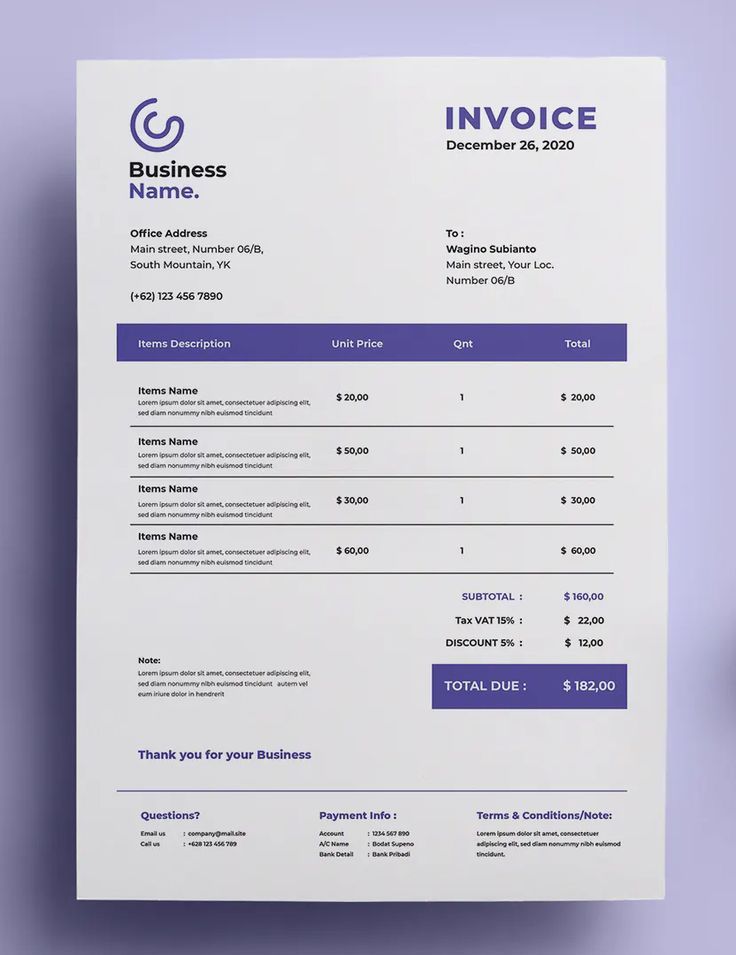 Business
Name.
INVOICE
December 26, 2020
Office Address
Main street, Number 06/B,
South Mountain, YK
(+62) 123 456 7890
To :
Wagino Subianto
Main street, Your Loc.
Number 06/B
Items Description Unit Price Qnt Total
Items Name
Lorem ipsum dolor sit amet, consectetuer adipiscing elit,
sed diam nonummy nibh euismod tincidunt
$ 20,00 1 $ 20,00
Items Name
Lorem ipsum dolor sit amet, consectetuer adipiscing elit,
sed diam nonummy nibh euismod tincidunt
$ 50,00 1 $ 50,00
Items Name
Lorem ipsum dolor sit amet, consectetuer adipiscing elit,
sed diam nonummy nibh euismod tincidunt
$ 30,00 1 $ 30,00
Items Name
Lorem ipsum dolor sit amet, consectetuer adipiscing elit,
sed diam nonummy nibh euismod tincidunt
$ 60,00 1 $ 60,00
SUBTOTAL : $ 160,00
Tax VAT 15% : $ 22,00
DISCOUNT 5% : $ 12,00
TOTAL DUE : $ 182,00
Note:
Lorem ipsum dolor sit amet, consectetuer adipiscing elit,
sed diam nonummy nibh euismod tincidunt autem vel
eum iriure dolor in hendrerit
Thank you for your Business
Questions?
Email us : company@mail.site
Call us : +628 123 456 789
Payment Info :
Account : 1234 567 890
A/C Name : Bodat Supeno
Bank Detail : Bank Pribadi
Terms & Conditions/Note:
Lorem ipsum dolor sit amet, consectetuer
adipiscing elit, sed diam nonummy nibh euismod
tincidunt.